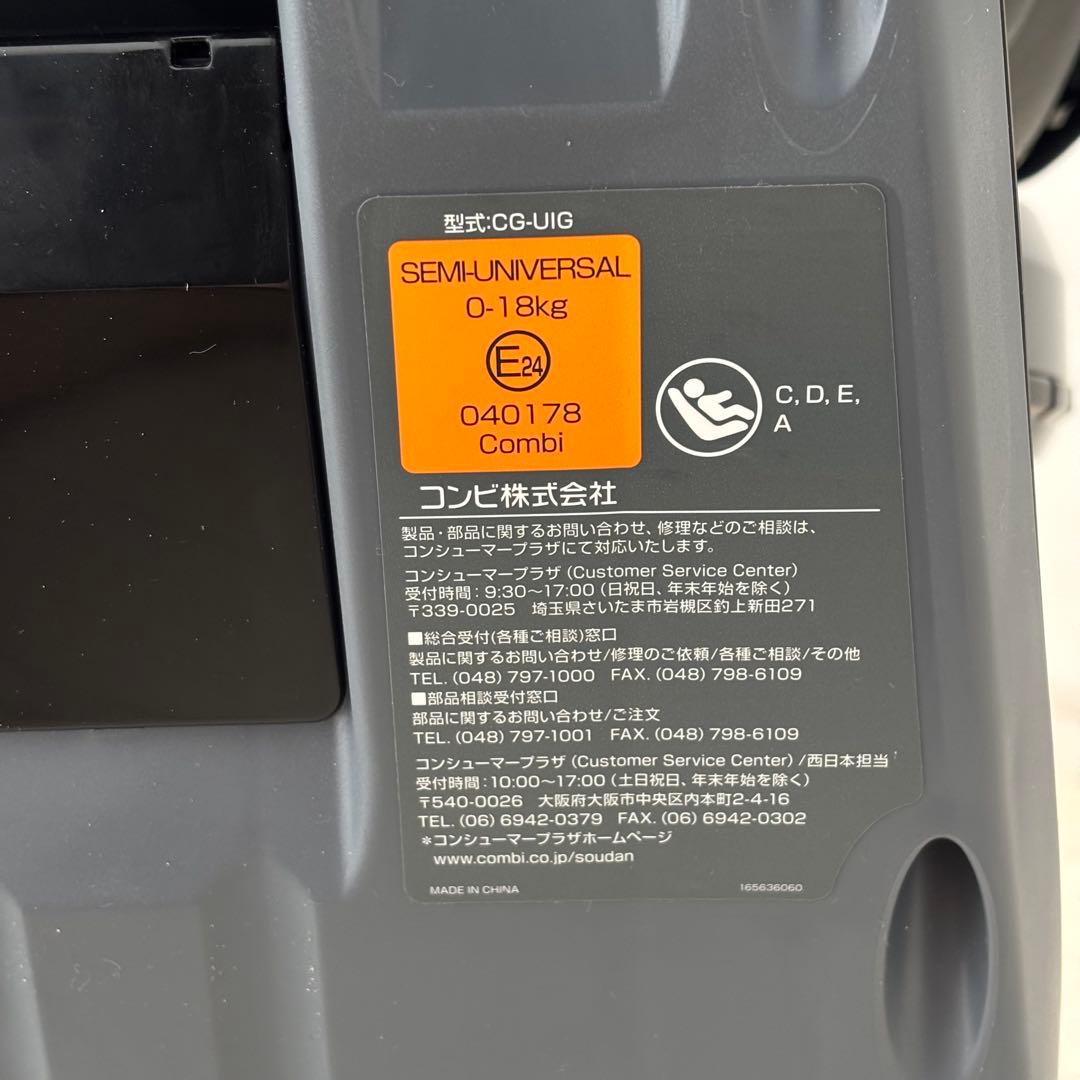 型式:CG-UIG
SEMI-UNIVERSAL
0-18kg
E24
040178
Combi
C, D, E,
A
コンビ株式会社
製品・部品に関するお問い合わせ、修理などのご相談は、
コンシューマープラザにて対応いたします。
コンシューマープラザ (Customer Service Center)
受付時間：9:30～17:00 (日祝日、年末年始を除く)
〒339-0025 埼玉県さいたま市岩槻区釣上新田271
■総合受付(各種ご相談)窓口
製品に関するお問い合わせ/修理のご依頼/各種ご相談/その他
TEL. (048) 797-1000 FAX. (048) 798-6109
■部品相談受付窓口
部品に関するお問い合わせ/ご注文
TEL. (048) 797-1001 FAX. (048) 798-6109
コンシューマープラザ (Customer Service Center) /西日本担当
受付時間：10:00～17:00 (土日祝日、年末年始を除く)
〒540-0026 大阪府大阪市中央区内本町2-4-16
TEL. (06) 6942-0379 FAX. (06) 6942-0302
*コンシューマープラザホームページ
www.combi.co.jp/soudan
MADE IN CHINA 165636060